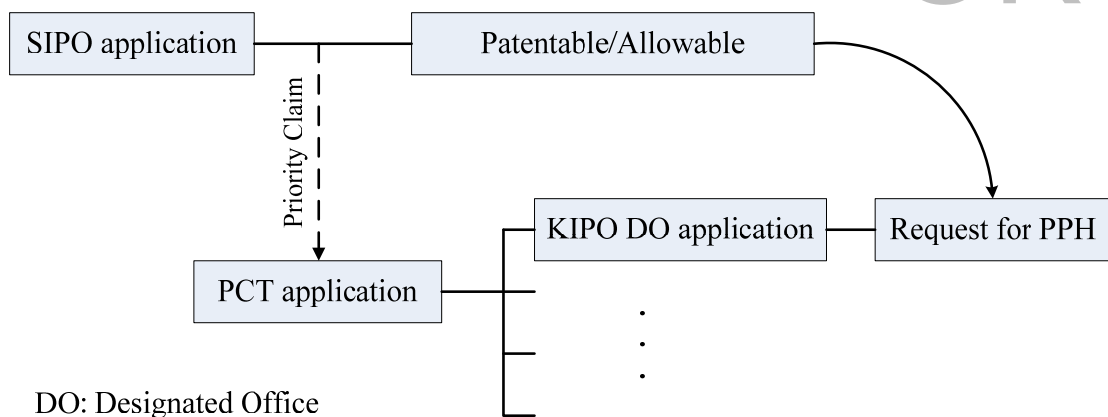 SIPO application
Patentable/Allowable
Priority Claim
KIPO DO application
Request for PPH
PCT application
DO: Designated Office